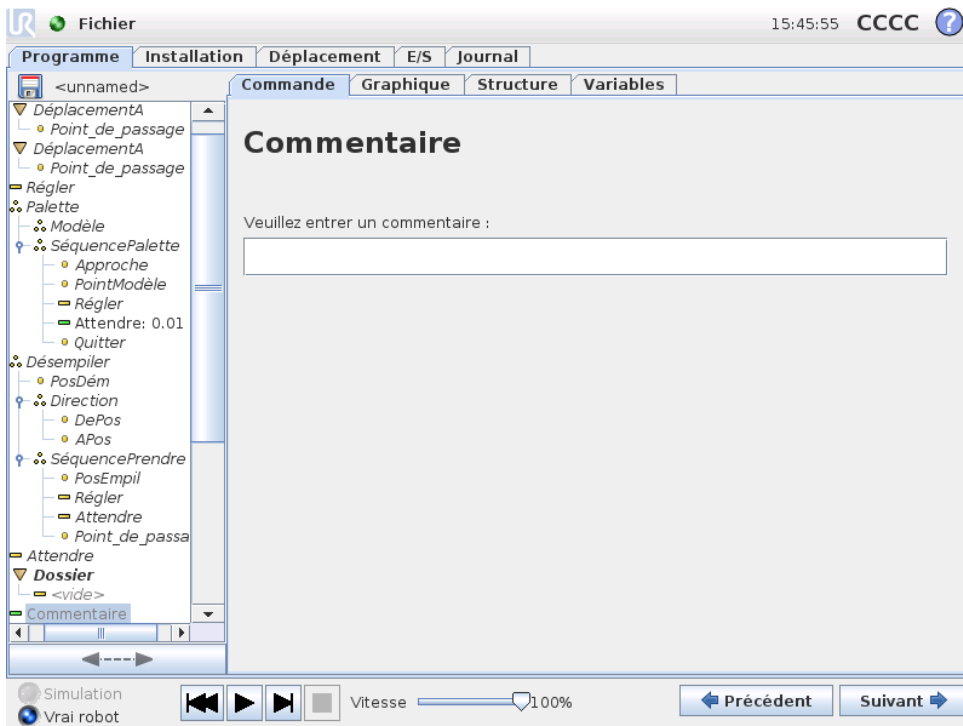 Fichier 15:45:55 CCCC ?
Programme Installation Déplacement E/S Journal
<unnamed>
Commande Graphique Structure Variables
DéplacementA
Point_de_passage
DéplacementA
Point_de_passage
Régler
Palette
Modèle
SéquencePalette
Approche
PointModèle
Régler
Attendre: 0.01
Quitter
Désempiler
PosDém
Direction
DePos
APos
SéquencePrendre
PosEmpil
Régler
Attendre
Point_de_passa
Attendre
Dossier
<vide>
Commentaire
Commentaire
Veuillez entrer un commentaire :
Simulation
Vrai robot
Vitesse 100%
Précédent Suivant